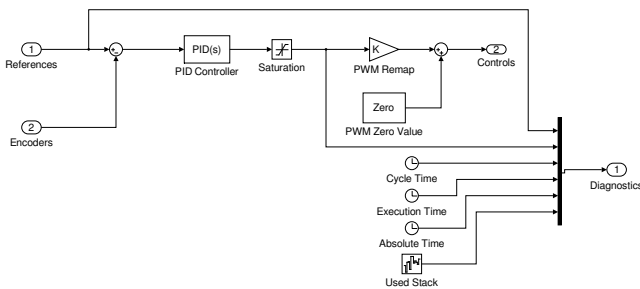 1
References
PID(s)
PID Controller
Saturation
K
PWM Remap
2
Controls
Zero
PWM Zero Value
2
Encoders
Cycle Time
Execution Time
Absolute Time
Used Stack
1
Diagnostics